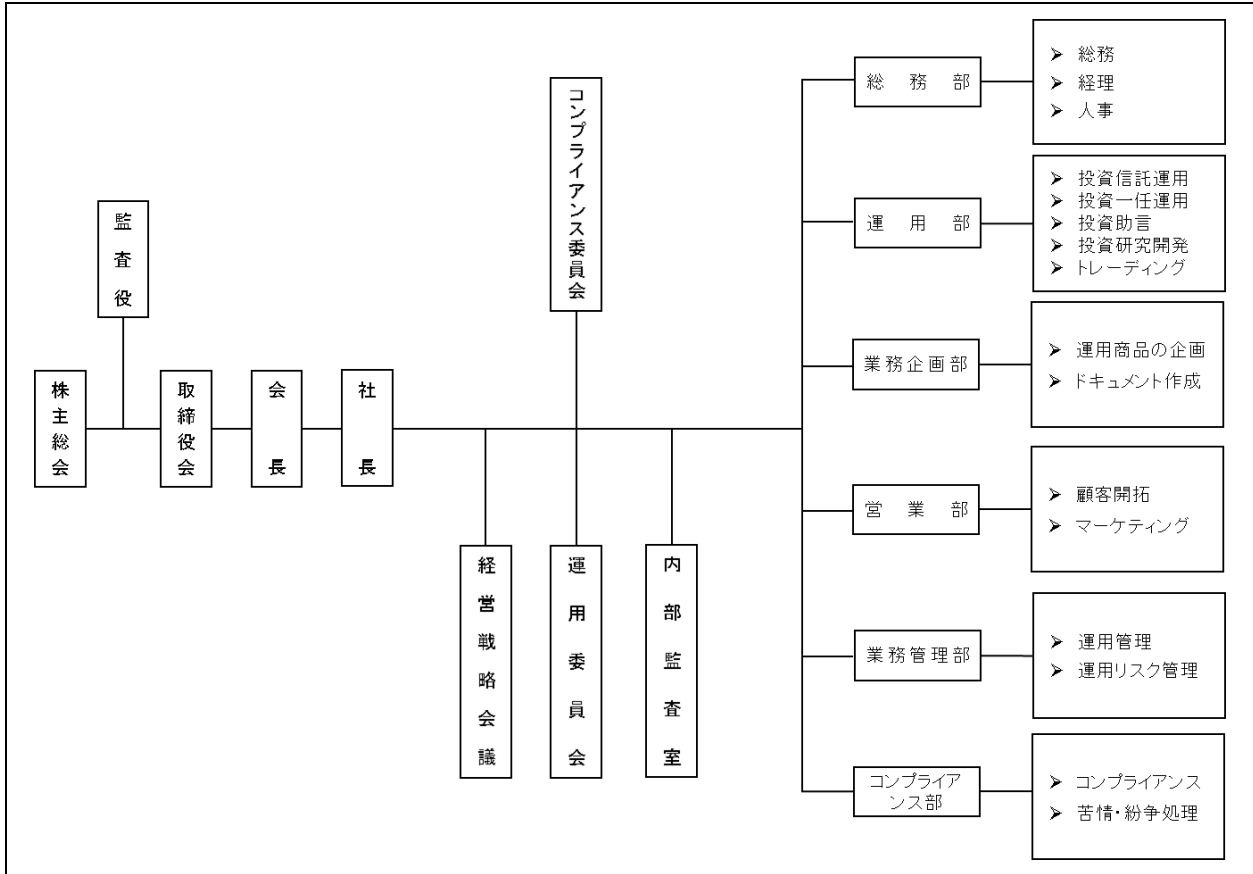 株主総会
監査役
取締役会
会長
社長
コンプライアンス委員会
経営戦略会議
運用委員会
内部監査室
総務部
➢ 総務
➢ 経理
➢ 人事
運用部
➢ 投資信託運用
➢ 投資一任運用
➢ 投資助言
➢ 投資研究開発
➢ トレーディング
業務企画部
➢ 運用商品の企画
➢ ドキュメント作成
営業部
➢ 顧客開拓
➢ マーケティング
業務管理部
➢ 運用管理
➢ 運用リスク管理
コンプライア
ンス部
➢ コンプライアンス
➢ 苦情・紛争処理